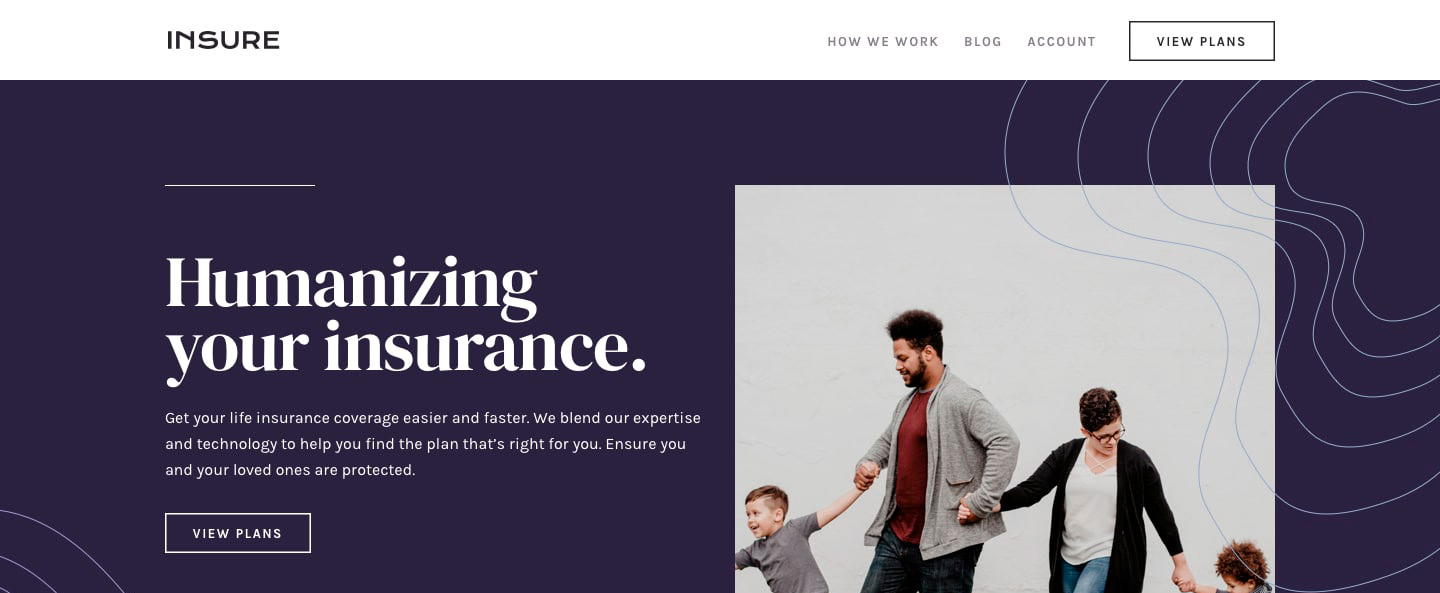 INSURE
HOW WE WORK
BLOG
ACCOUNT
VIEW PLANS
Humanizing
your insurance.
Get your life insurance coverage easier and faster. We blend our expertise
and technology to help you find the plan that’s right for you. Ensure you
and your loved ones are protected.
VIEW PLANS